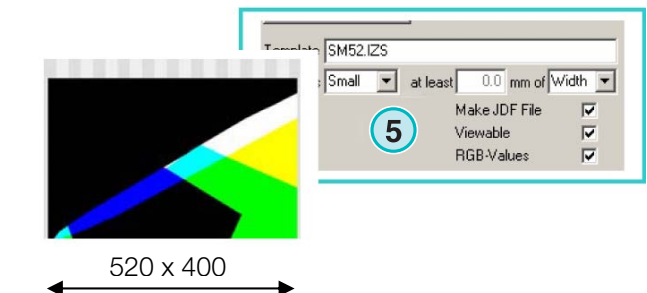 Template SM52.IZS
Small at least 0.0 mm of Width
5
Make JDF File
Viewable
RGB-Values
520 x 400